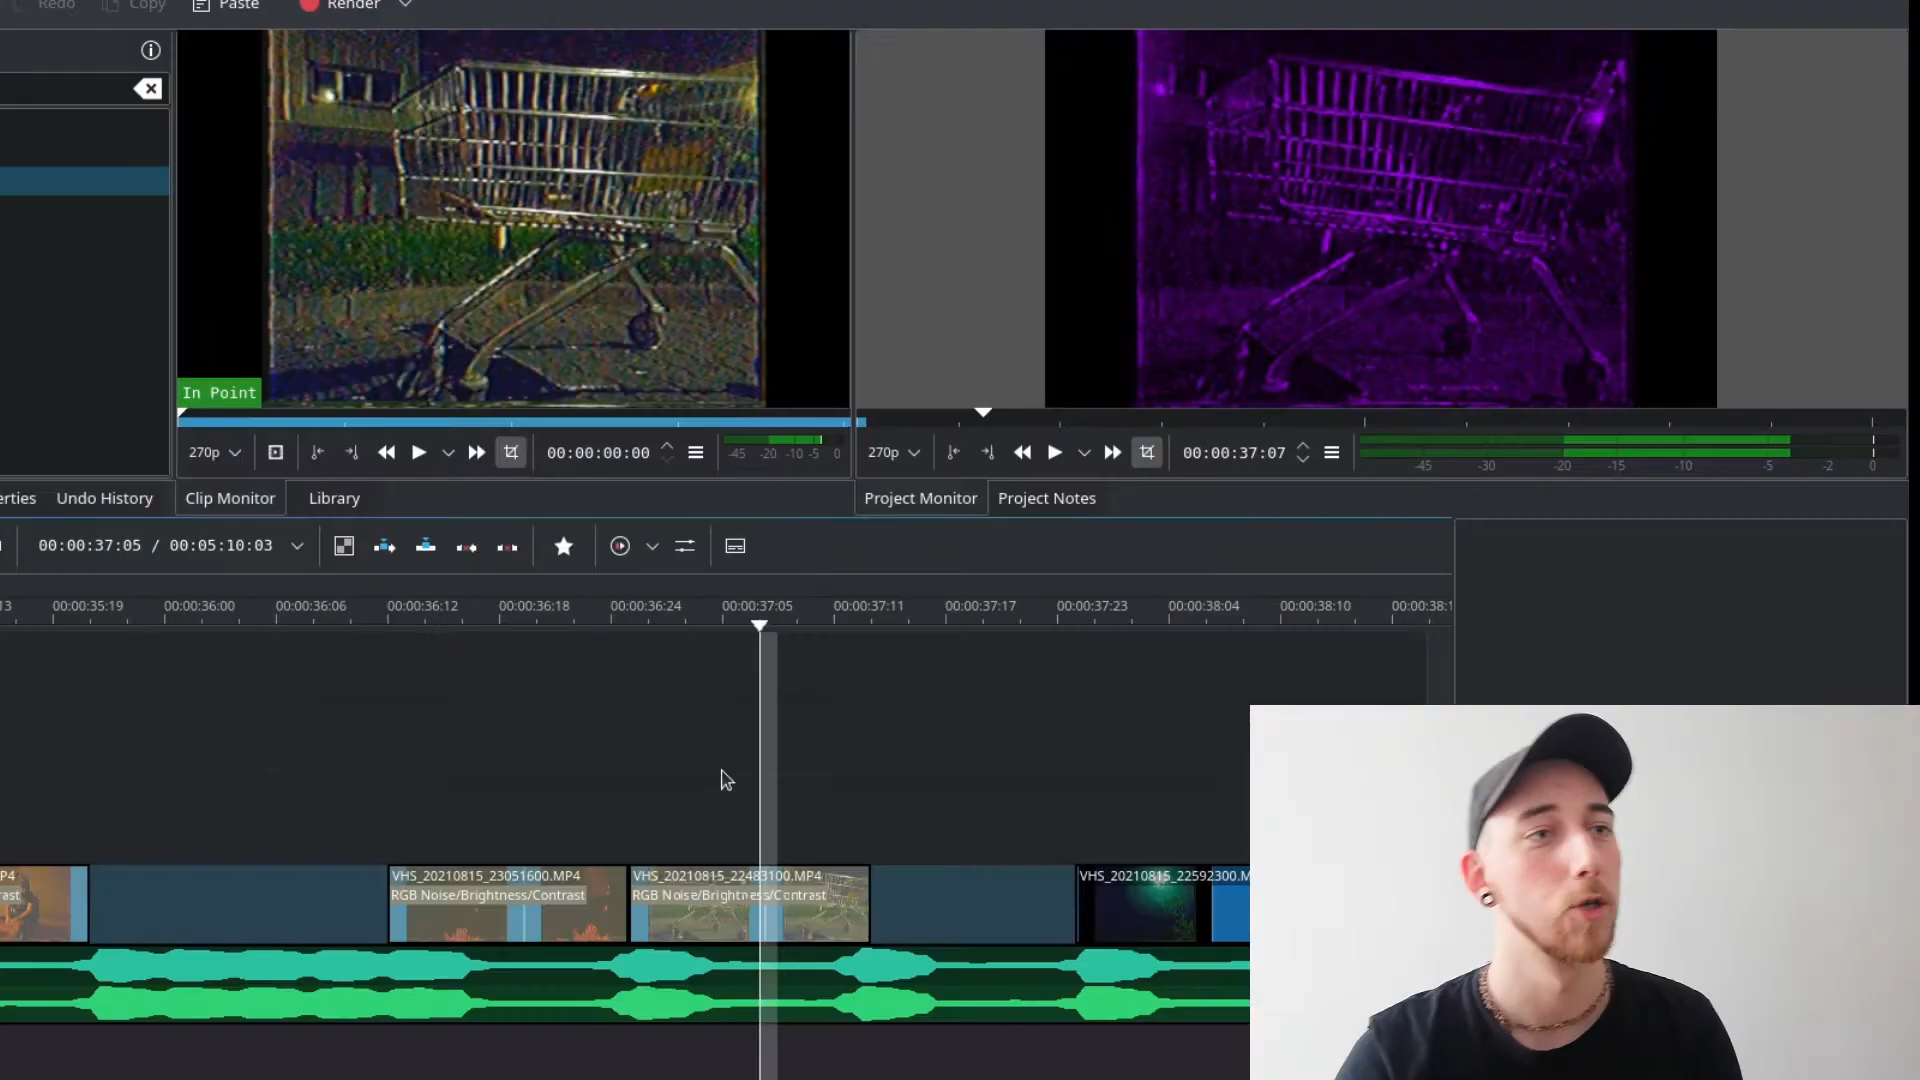 Redo Copy Paste Render
In Point
270p 00:00:00:00 -45 -20 -10 -5 0
270p 00:00:37:07 -45 -30 -20 -15 -10 -5 -2 0
erties Undo History Clip Monitor Library Project Monitor Project Notes
00:00:37:05 / 00:05:10:03
13 00:00:35:19 00:00:36:00 00:00:36:06 00:00:36:12 00:00:36:18 00:00:36:24 00:00:37:05 00:00:37:11 00:00:37:17 00:00:37:23 00:00:38:04 00:00:38:10 00:00:38:1
P4 VHS_20210815_23051600.MP4 VHS_20210815_22483100.MP4 VHS_20210815_22592300.M
rast RGB Noise/Brightness/Contrast RGB Noise/Brightness/Contrast